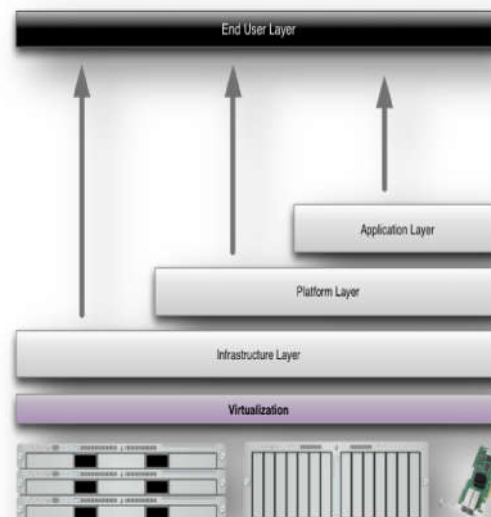 End User Layer
Application Layer
Platform Layer
Infrastructure Layer
Virtualization